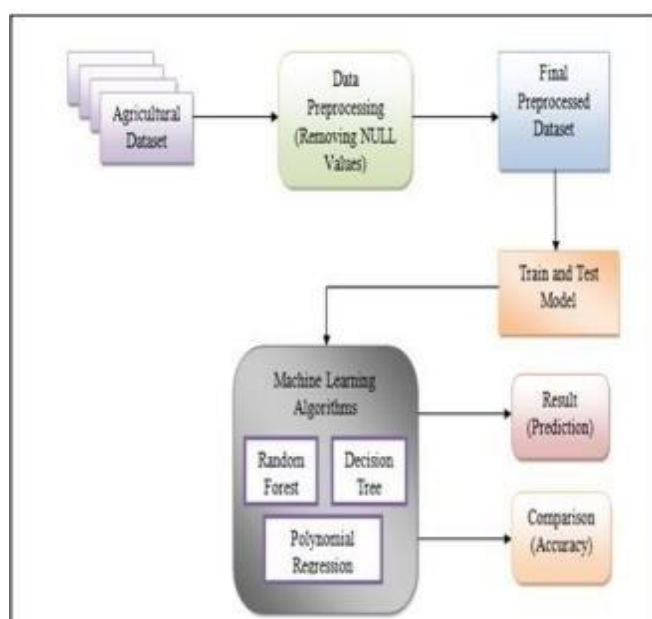 Agricultural
Dataset
Data
Preprocessing
(Removing NULL
Values)
Final
Preprocessed
Dataset
Train and Test
Model
Machine Learning
Algorithms
Random
Forest
Decision
Tree
Polynomial
Regression
Result
(Prediction)
Comparison
(Accuracy)